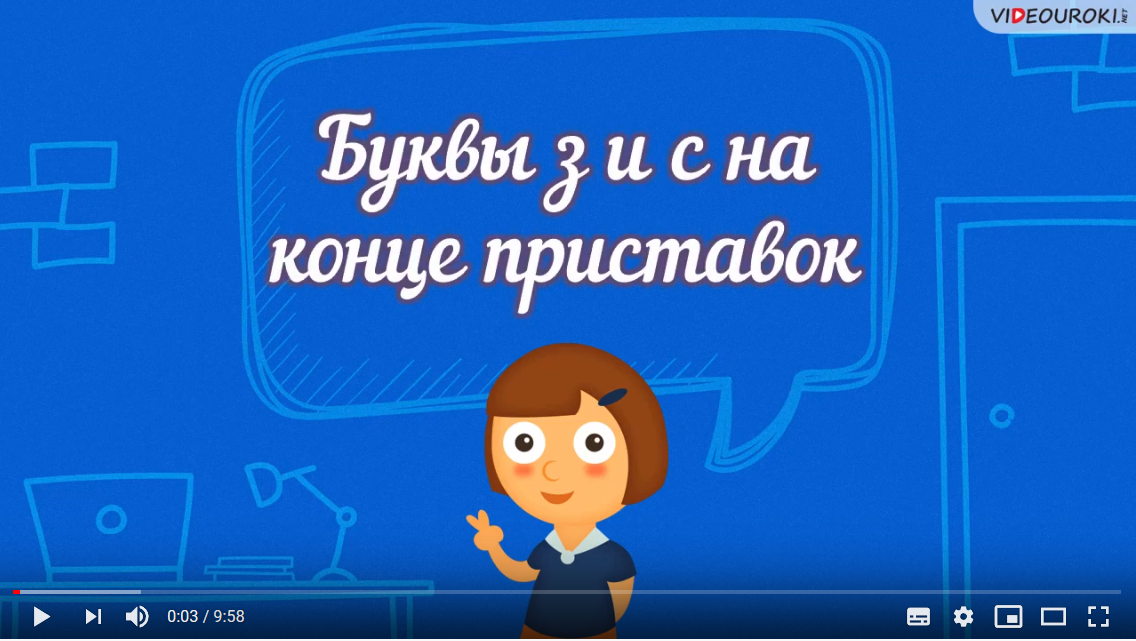 VIDEOUROKI.NET
Буквы з и с на
конце приставок
0:03 / 9:58